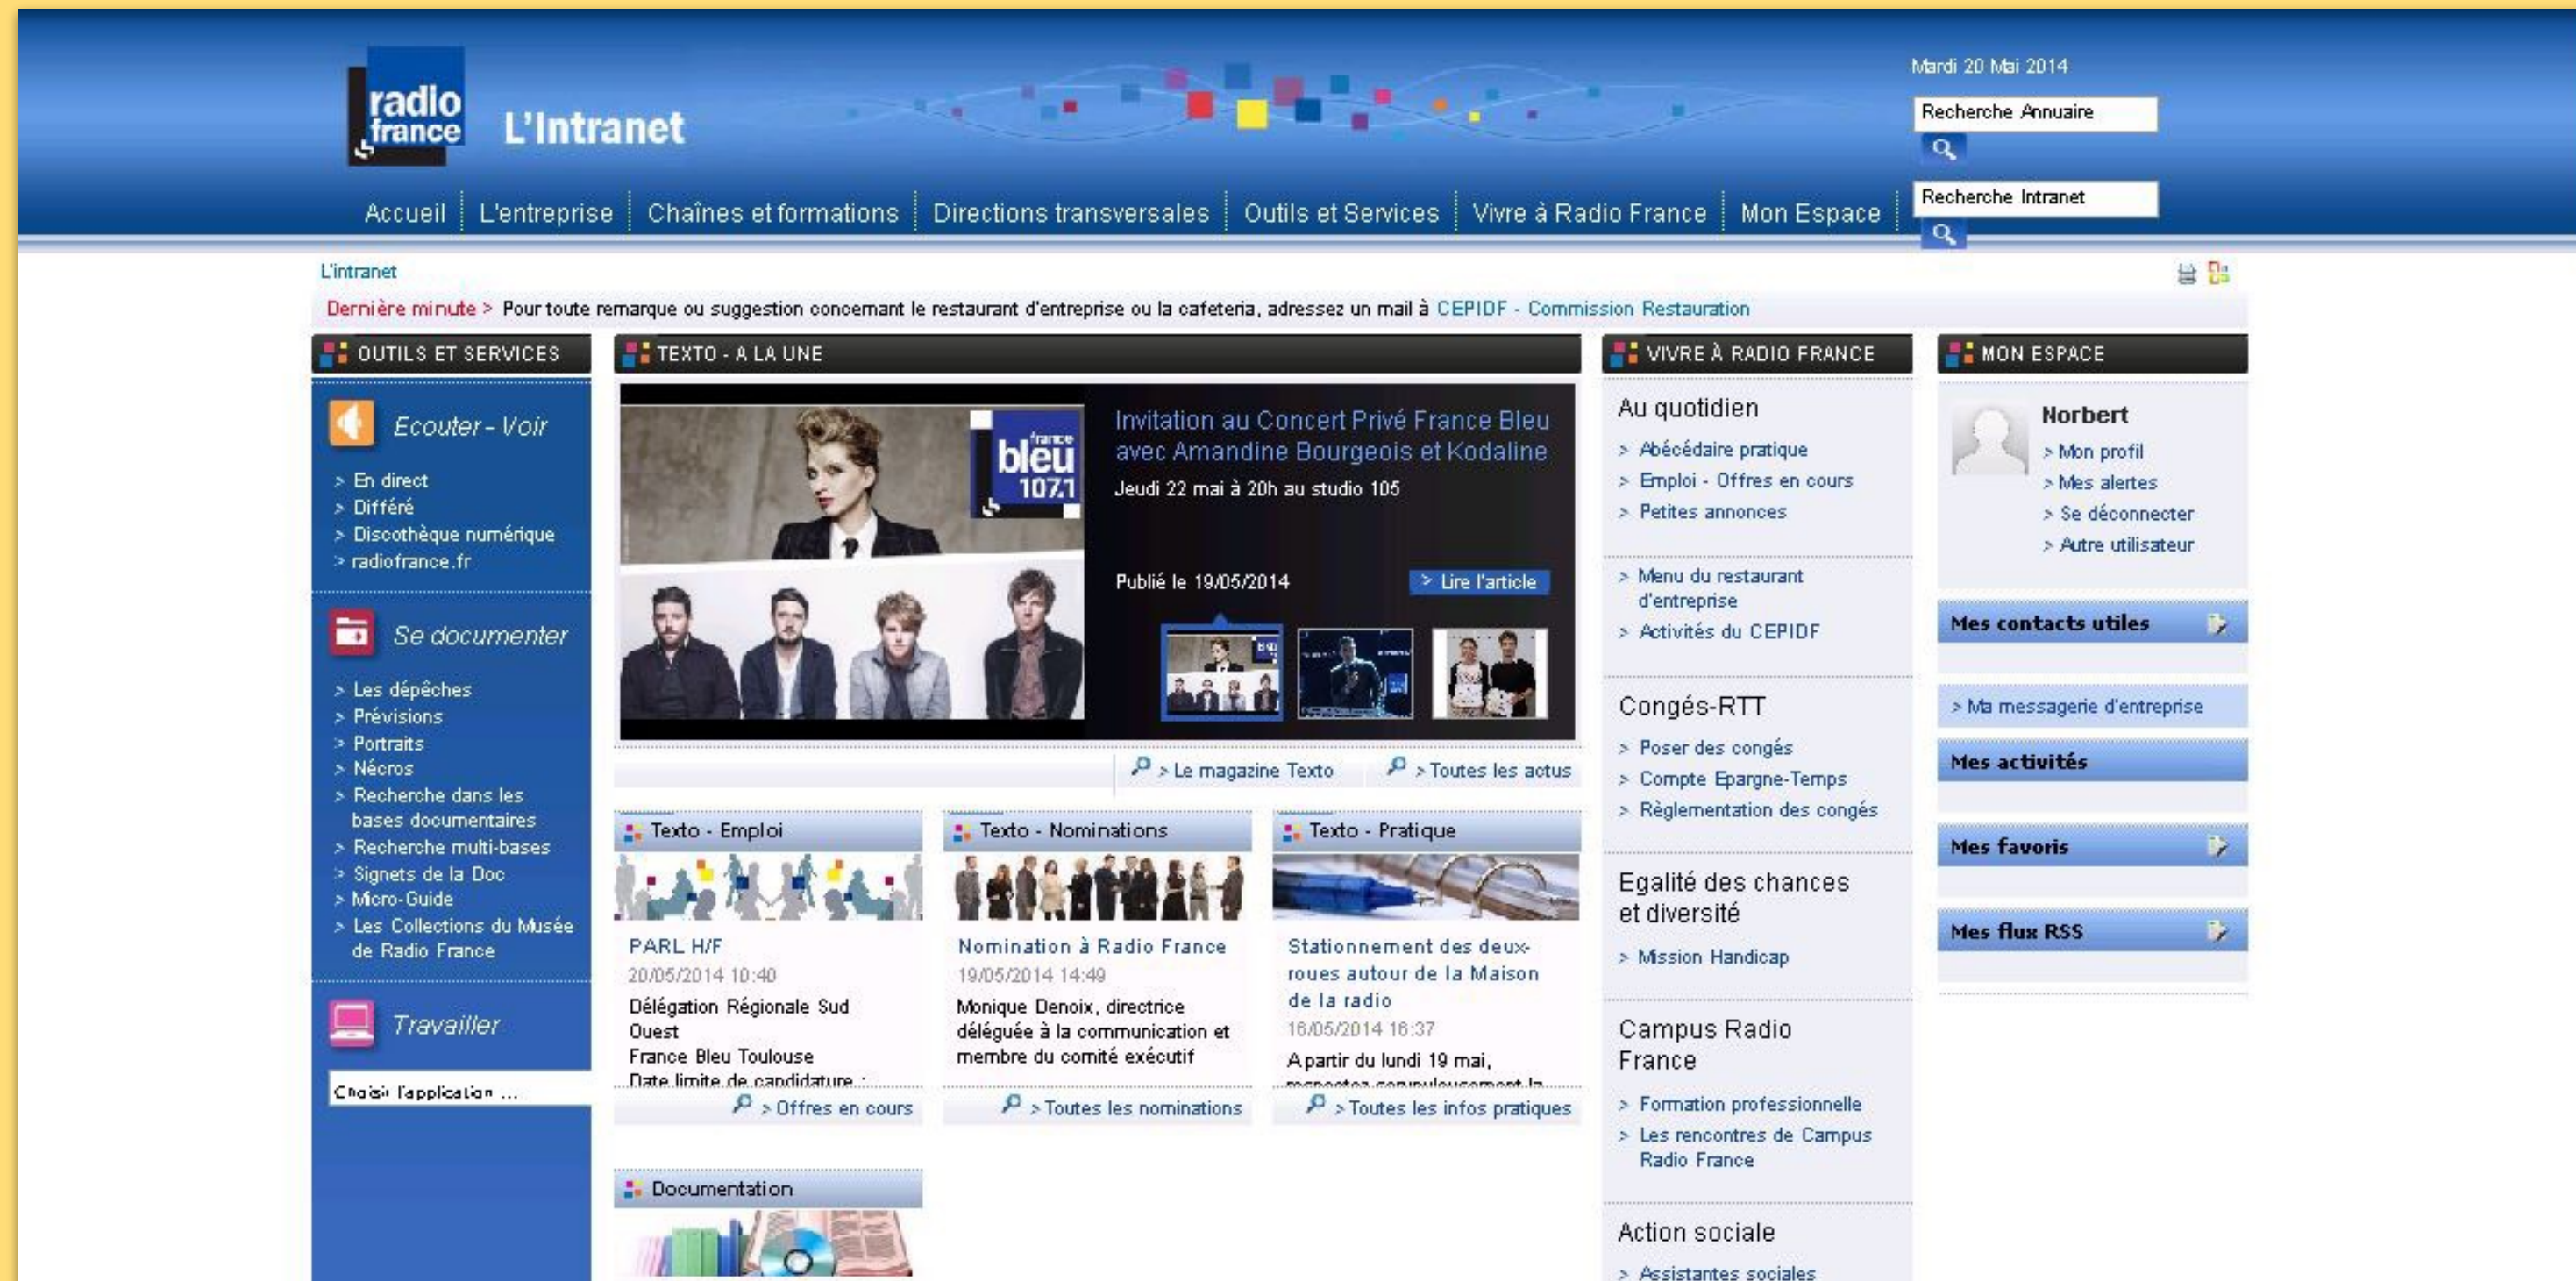 radio
france
L'Intranet
Mardi 20 Mai 2014
Recherche Annuaire
Recherche Intranet
Accueil
L'entreprise
Chaînes et formations
Directions transversales
Outils et Services
Vivre à Radio France
Mon Espace
L'intranet
Dernière minute > Pour toute remarque ou suggestion concernant le restaurant d'entreprise ou la cafeteria, adressez un mail à CEPIDF - Commission Restauration
OUTILS ET SERVICES
Ecouter - Voir
> En direct
> Différé
> Discothèque numérique
> radiofrance.fr
Se documenter
> Les dépêches
> Prévisions
> Portraits
> Nécros
> Recherche dans les
bases documentaires
> Recherche multi-bases
> Signets de la Doc
> Micro-Guide
> Les Collections du Musée
de Radio France
Travailler
Choisir l'application ...
TEXTO - A LA UNE
france
bleu
107.1
Invitation au Concert Privé France Bleu
avec Amandine Bourgeois et Kodaline
Jeudi 22 mai à 20h au studio 105
Publié le 19/05/2014
> Lire l'article
> Le magazine Texto
> Toutes les actus
Texto - Emploi
PARL H/F
20/05/2014 10:40
Délégation Régionale Sud
Ouest
France Bleu Toulouse
Date limite de candidature :
> Offres en cours
Texto - Nominations
Nomination à Radio France
19/05/2014 14:49
Monique Denoix, directrice
déléguée à la communication et
membre du comité exécutif
> Toutes les nominations
Texto - Pratique
Stationnement des deux-
roues autour de la Maison
de la radio
16/05/2014 16:37
A partir du lundi 19 mai,
respectez scrupuleusement la
> Toutes les infos pratiques
Documentation
VIVRE À RADIO FRANCE
Au quotidien
> Abécédaire pratique
> Emploi - Offres en cours
> Petites annonces
> Menu du restaurant
d'entreprise
> Activités du CEPIDF
Congés-RTT
> Poser des congés
> Compte Epargne-Temps
> Règlementation des congés
Egalité des chances
et diversité
> Mission Handicap
Campus Radio
France
> Formation professionnelle
> Les rencontres de Campus
Radio France
Action sociale
> Assistantes sociales
MON ESPACE
Norbert
> Mon profil
> Mes alertes
> Se déconnecter
> Autre utilisateur
Mes contacts utiles
> Ma messagerie d'entreprise
Mes activités
Mes favoris
Mes flux RSS